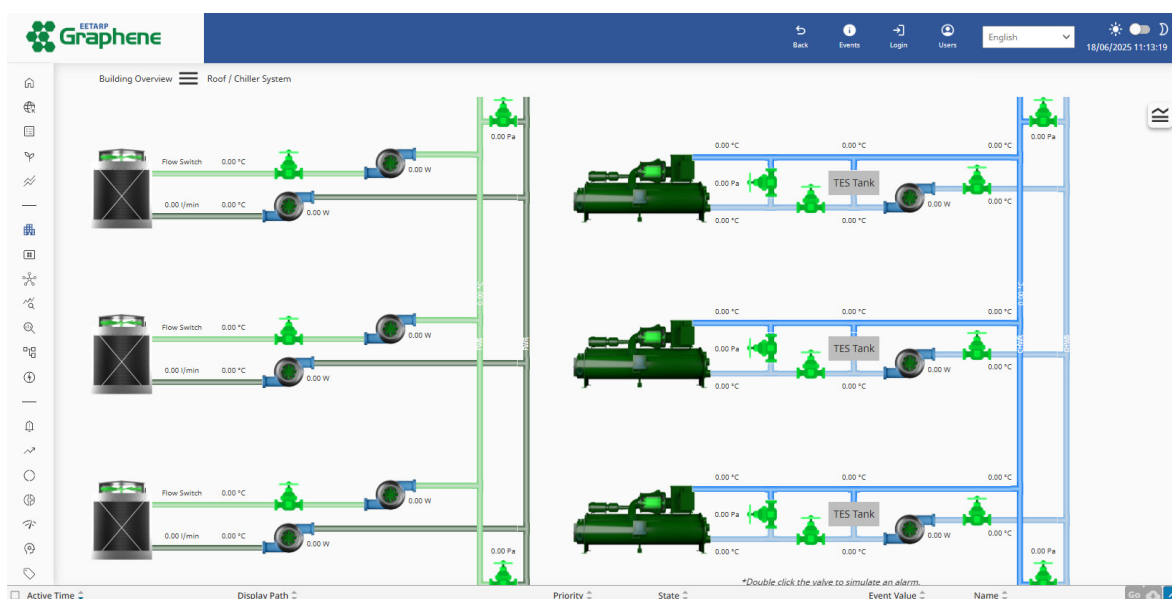 EETARP
Graphene
Back
Events
Login
Users
English
18/06/2025 11:13:19
Building Overview
Roof / Chiller System
0.00 Pa
0.00 Pa
Flow Switch 0.00 °C
0.00 W
0.00 l/min 0.00 °C
0.00 W
0.00 °C 0.00 °C 0.00 °C
0.00 Pa
TES Tank
0.00 W
0.00 °C 0.00 °C 0.00 °C
0.00 °C
0.00 °C
Flow Switch 0.00 °C
0.00 W
0.00 l/min 0.00 °C
0.00 W
0.00 °C 0.00 °C 0.00 °C
0.00 Pa
TES Tank
0.00 W
0.00 °C 0.00 °C 0.00 °C
Flow Switch 0.00 °C
0.00 W
0.00 l/min 0.00 °C
0.00 W
0.00 Pa
0.00 °C 0.00 °C 0.00 °C
0.00 Pa
TES Tank
0.00 W
0.00 °C 0.00 °C 0.00 °C
0.00 Pa
*Double click the valve to simulate an alarm.
Active Time Display Path Priority State Event Value Name
Go